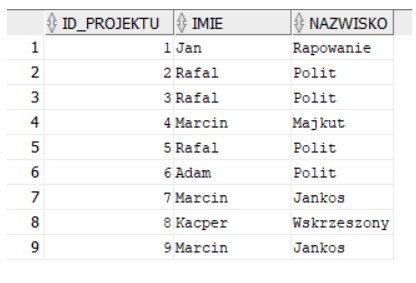 ID_PROJEKTU IMIE NAZWISKO
1 1 Jan Rapowanie
2 2 Rafal Polit
3 3 Rafal Polit
4 4 Marcin Majkut
5 5 Rafal Polit
6 6 Adam Polit
7 7 Marcin Jankos
8 8 Kacper Wskrzeszony
9 9 Marcin Jankos